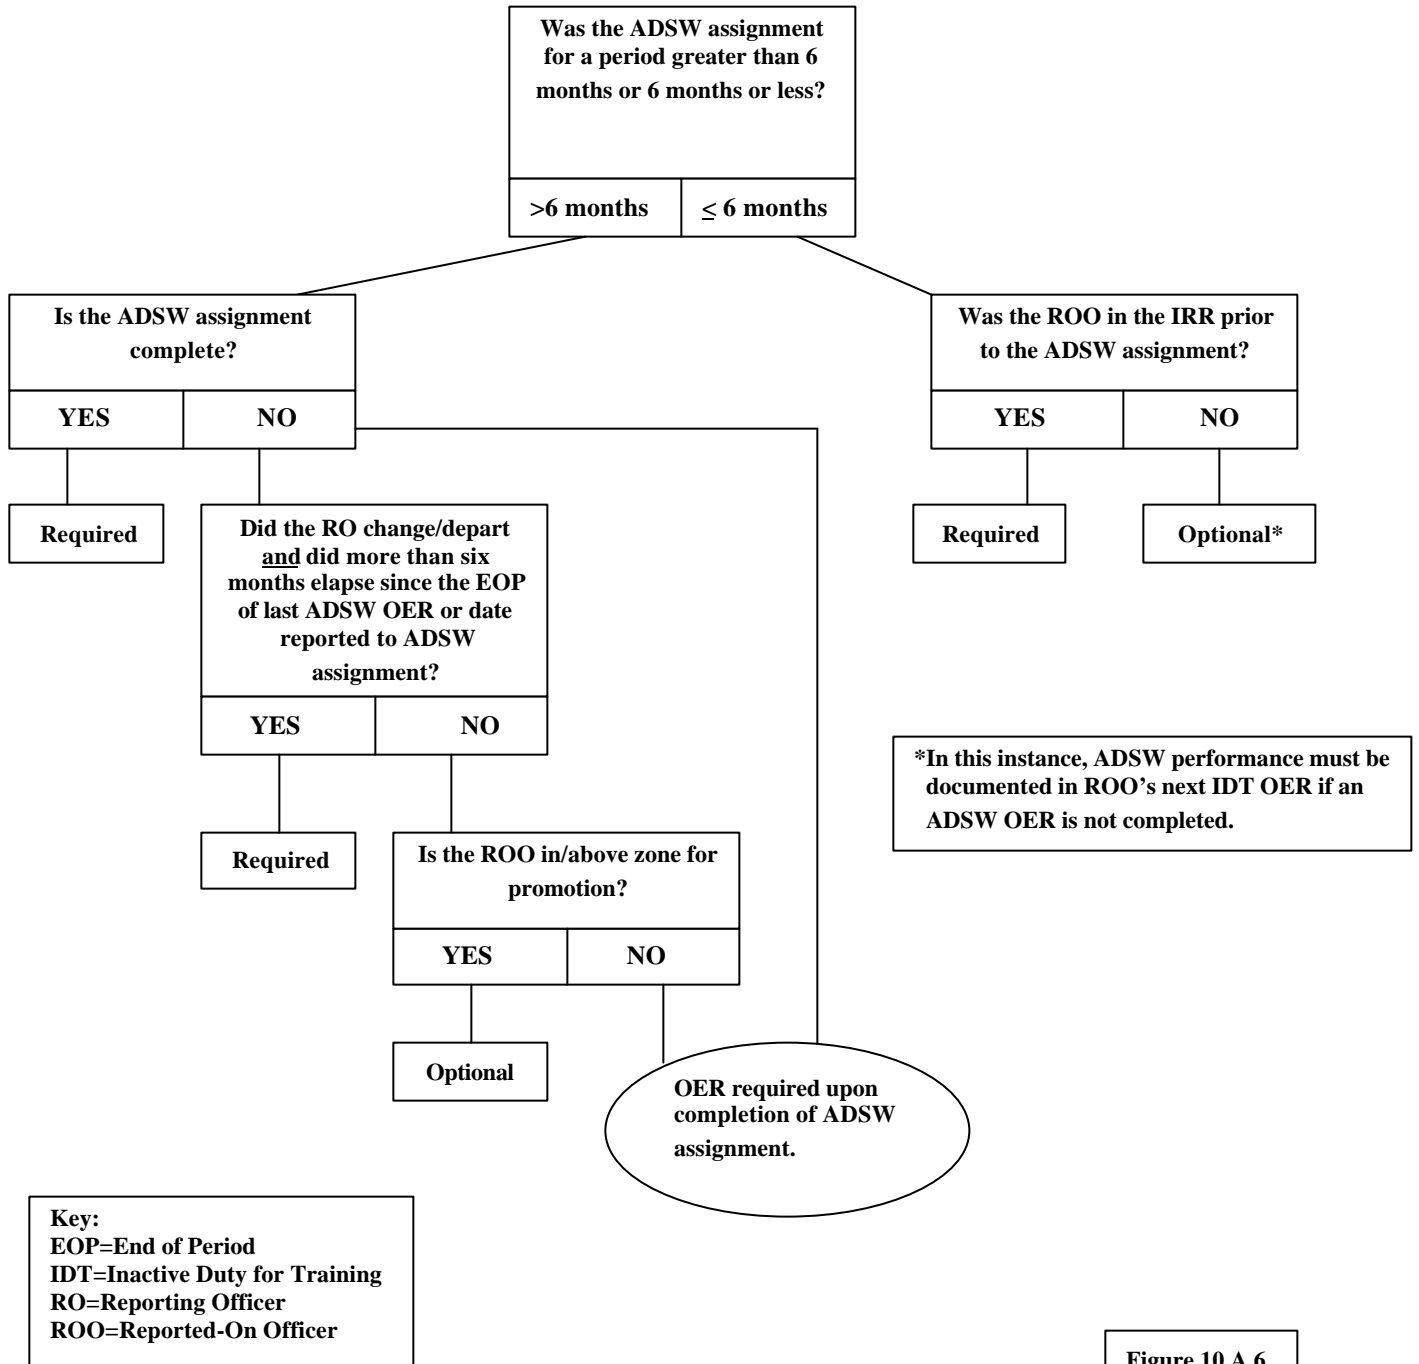 Was the ADSW assignment
for a period greater than 6
months or 6 months or less?
>6 months
≤ 6 months
Is the ADSW assignment
complete?
YES
NO
Was the ROO in the IRR prior
to the ADSW assignment?
YES
NO
Required
Did the RO change/depart
and did more than six
months elapse since the EOP
of last ADSW OER or date
reported to ADSW
assignment?
YES
NO
Required
Optional*
*In this instance, ADSW performance must be
documented in ROO's next IDT OER if an
ADSW OER is not completed.
Required
Is the ROO in/above zone for
promotion?
YES
NO
Optional
OER required upon
completion of ADSW
assignment.
Key:
EOP=End of Period
IDT=Inactive Duty for Training
RO=Reporting Officer
ROO=Reported-On Officer
Figure 10 A 6